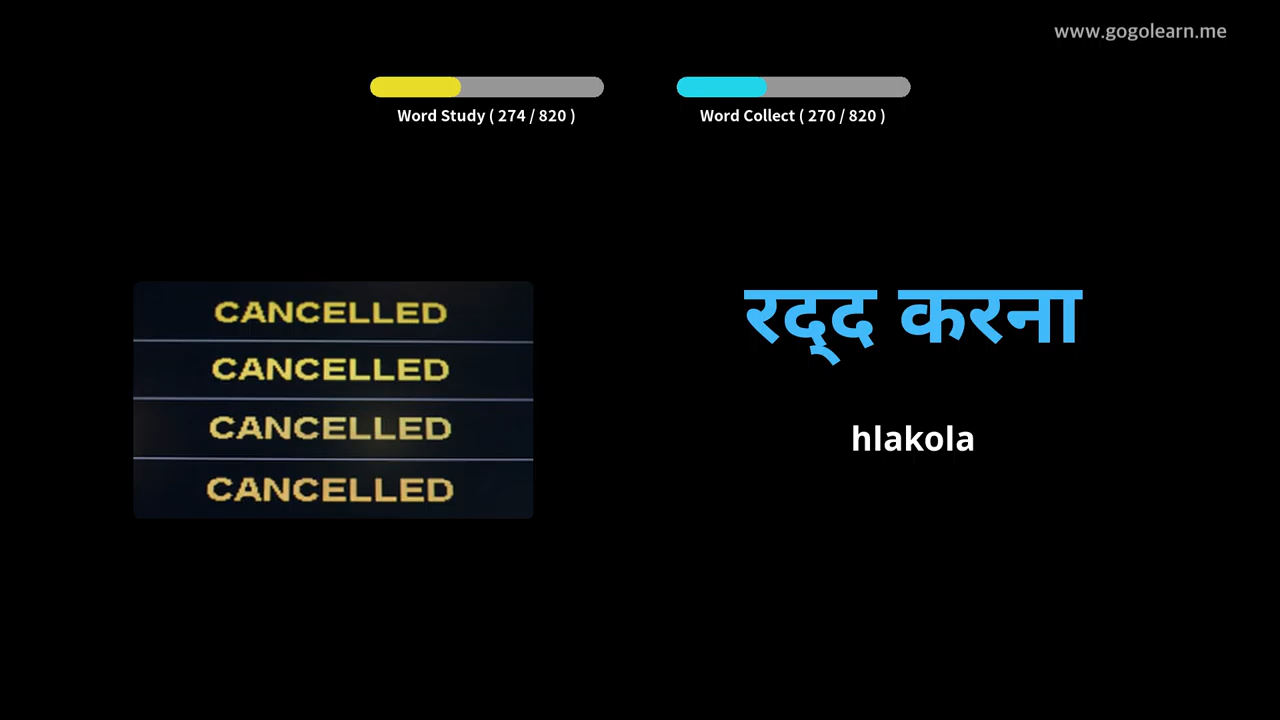 www.gogolearn.me
Word Study ( 274 / 820 )
Word Collect ( 270 / 820 )
CANCELLED
CANCELLED
CANCELLED
CANCELLED
रद्द करना
hlakola